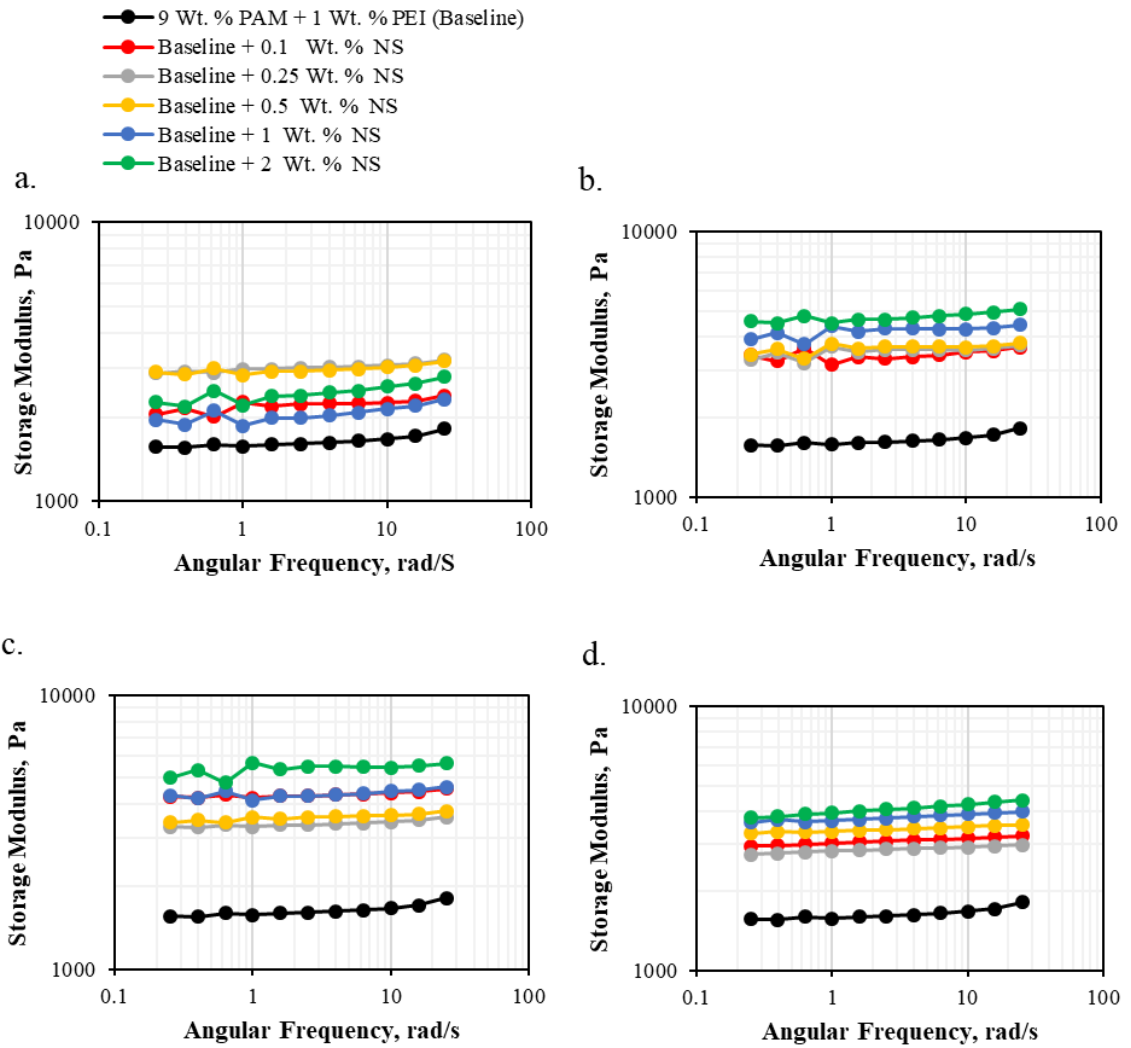 9 Wt. % PAM + 1 Wt. % PEI (Baseline)
Baseline + 0.1 Wt. % NS
Baseline + 0.25 Wt. % NS
Baseline + 0.5 Wt. % NS
Baseline + 1 Wt. % NS
Baseline + 2 Wt. % NS
a.
10000
1000
0.1
1
10
100
Storage Modulus, Pa
Angular Frequency, rad/S
b.
10000
1000
0.1
1
10
100
Storage Modulus, Pa
Angular Frequency, rad/s
c.
10000
1000
0.1
1
10
100
Storage Modulus, Pa
Angular Frequency, rad/s
d.
10000
1000
0.1
1
10
100
Storage Modulus, Pa
Angular Frequency, rad/s